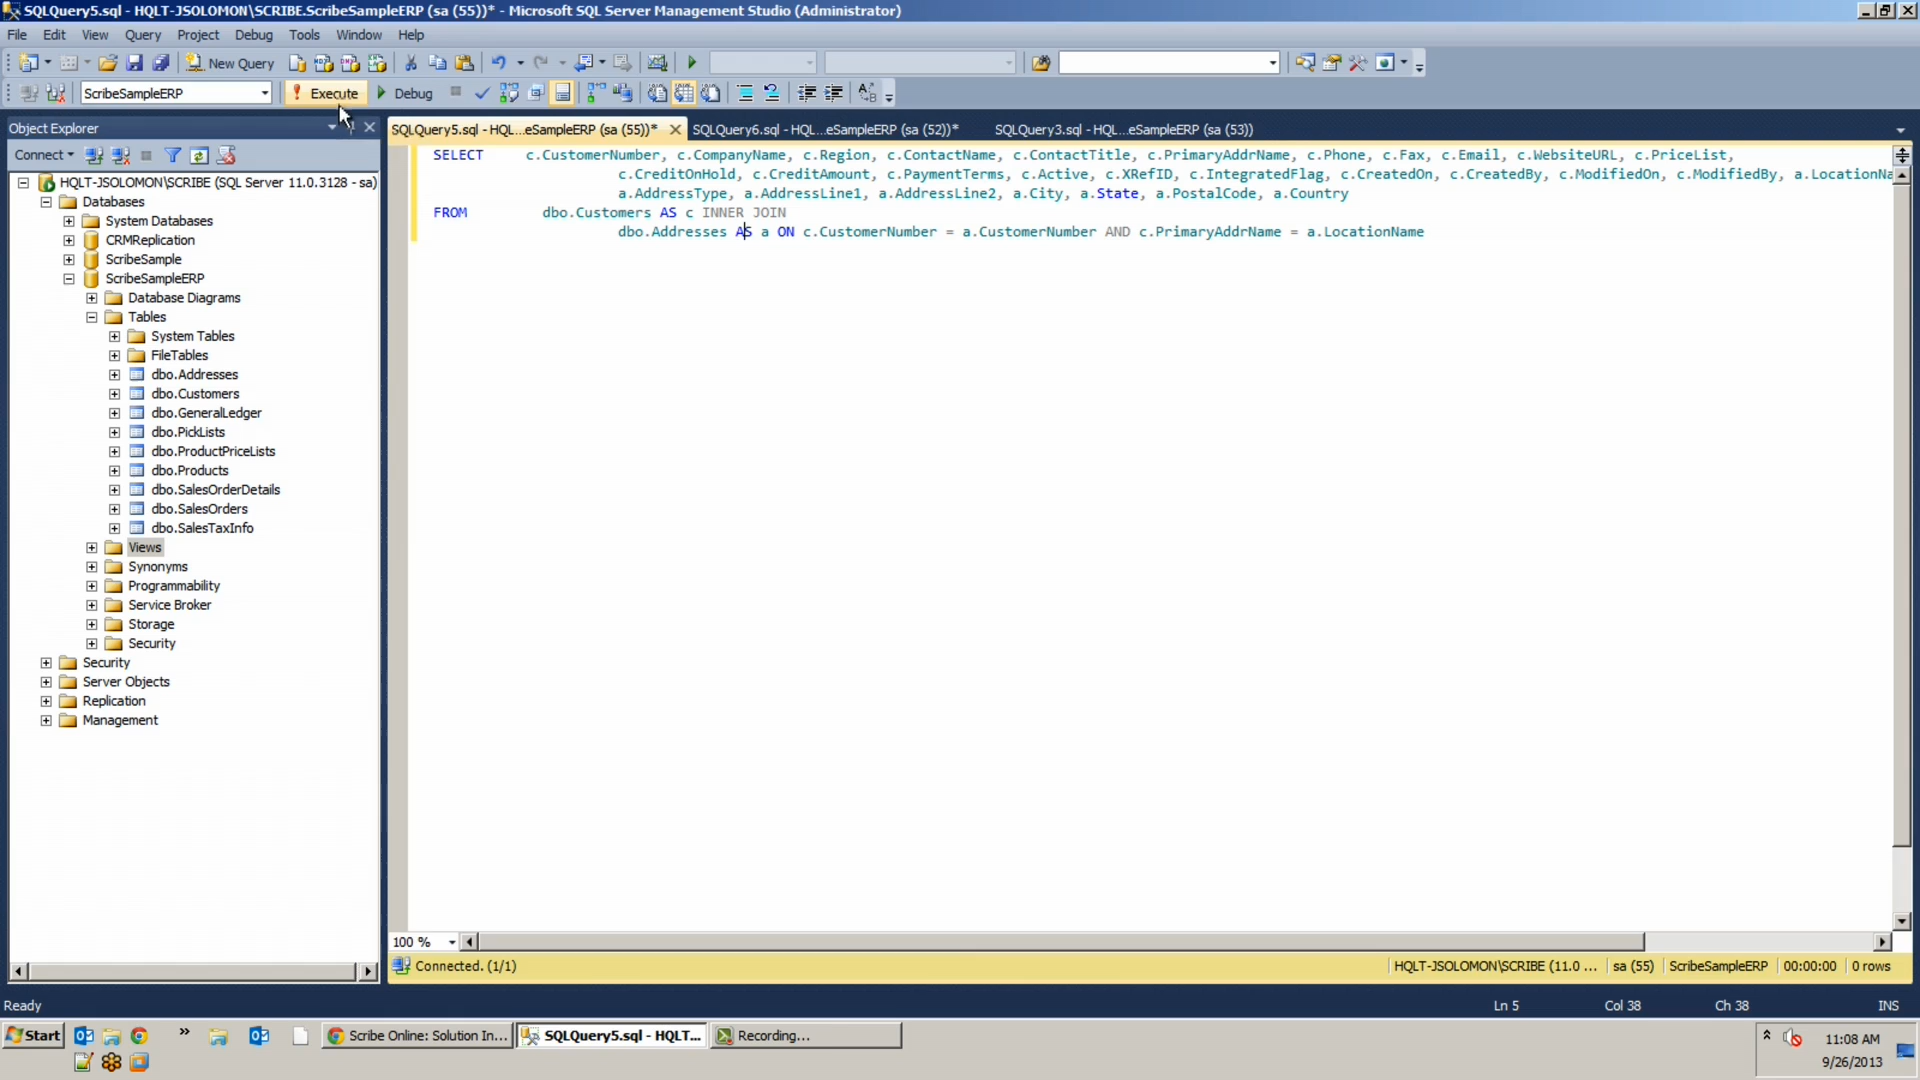 SQLQuery5.sql - HQLT-JSOLOMON\SCRIBE.ScribeSampleERP (sa (55))* - Microsoft SQL Server Management Studio (Administrator)
File Edit View Query Project Debug Tools Window Help
New Query
ScribeSampleERP Execute Debug
Object Explorer
Connect
HQLT-JSOLOMON\SCRIBE (SQL Server 11.0.3128 - sa)
Databases
System Databases
CRMReplication
ScribeSample
ScribeSampleERP
Database Diagrams
Tables
System Tables
FileTables
dbo.Addresses
dbo.Customers
dbo.GeneralLedger
dbo.PickLists
dbo.ProductPriceLists
dbo.Products
dbo.SalesOrderDetails
dbo.SalesOrders
dbo.SalesTaxInfo
Views
Synonyms
Programmability
Service Broker
Storage
Security
Security
Server Objects
Replication
Management
SQLQuery5.sql - HQL...eSampleERP (sa (55))* SQLQuery6.sql - HQL...eSampleERP (sa (52))* SQLQuery3.sql - HQL...eSampleERP (sa (53))
SELECT c.CustomerNumber, c.CompanyName, c.Region, c.ContactName, c.ContactTitle, c.PrimaryAddrName, c.Phone, c.Fax, c.Email, c.WebsiteURL, c.PriceList,
c.CreditOnHold, c.CreditAmount, c.PaymentTerms, c.Active, c.XRefID, c.IntegratedFlag, c.CreatedOn, c.CreatedBy, c.ModifiedOn, c.ModifiedBy, a.LocationNa
a.AddressType, a.AddressLine1, a.AddressLine2, a.City, a.State, a.PostalCode, a.Country
FROM dbo.Customers AS c INNER JOIN
dbo.Addresses AS a ON c.CustomerNumber = a.CustomerNumber AND c.PrimaryAddrName = a.LocationName
100 %
Connected. (1/1) HQLT-JSOLOMON\SCRIBE (11.0 ... sa (55) ScribeSampleERP 00:00:00 0 rows
Ready Ln 5 Col 38 Ch 38 INS
Start Scribe Online: Solution In... SQLQuery5.sql - HQLT... Recording...
11:08 AM
9/26/2013